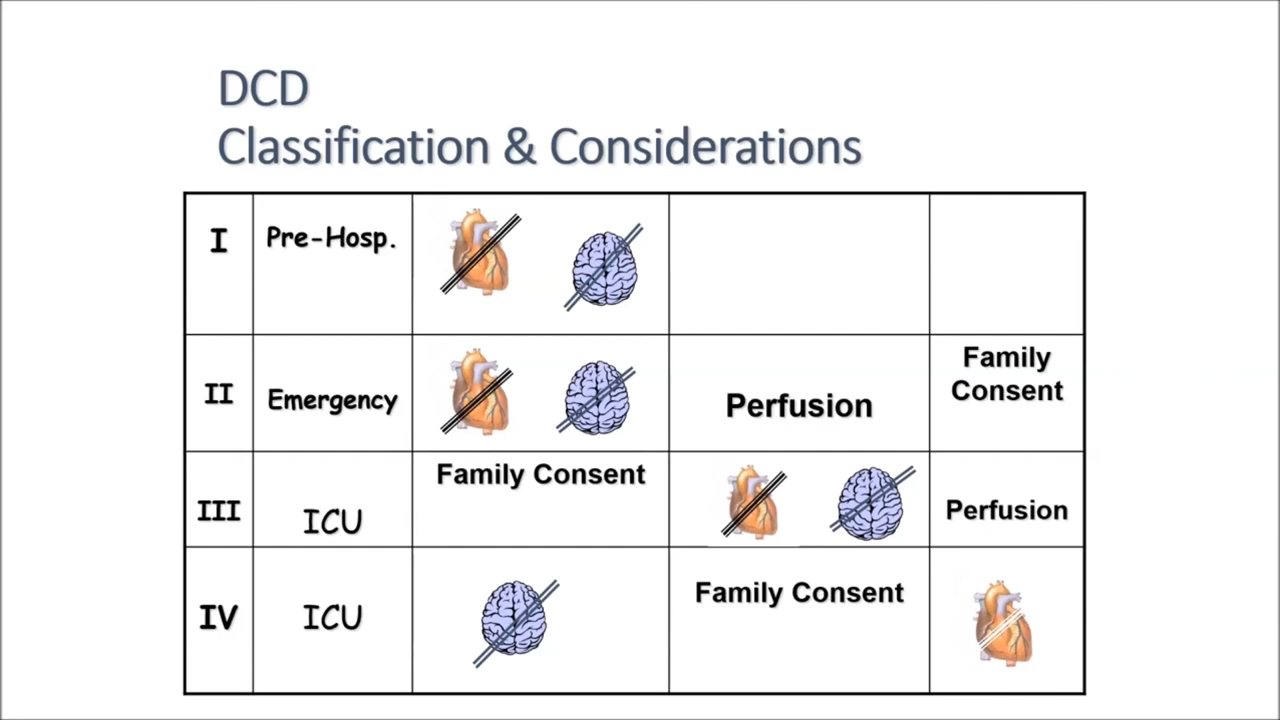 DCD
Classification & Considerations
I
Pre-Hosp.
II
Emergency
Perfusion
Family
Consent
III
ICU
Family Consent
Perfusion
IV
ICU
Family Consent